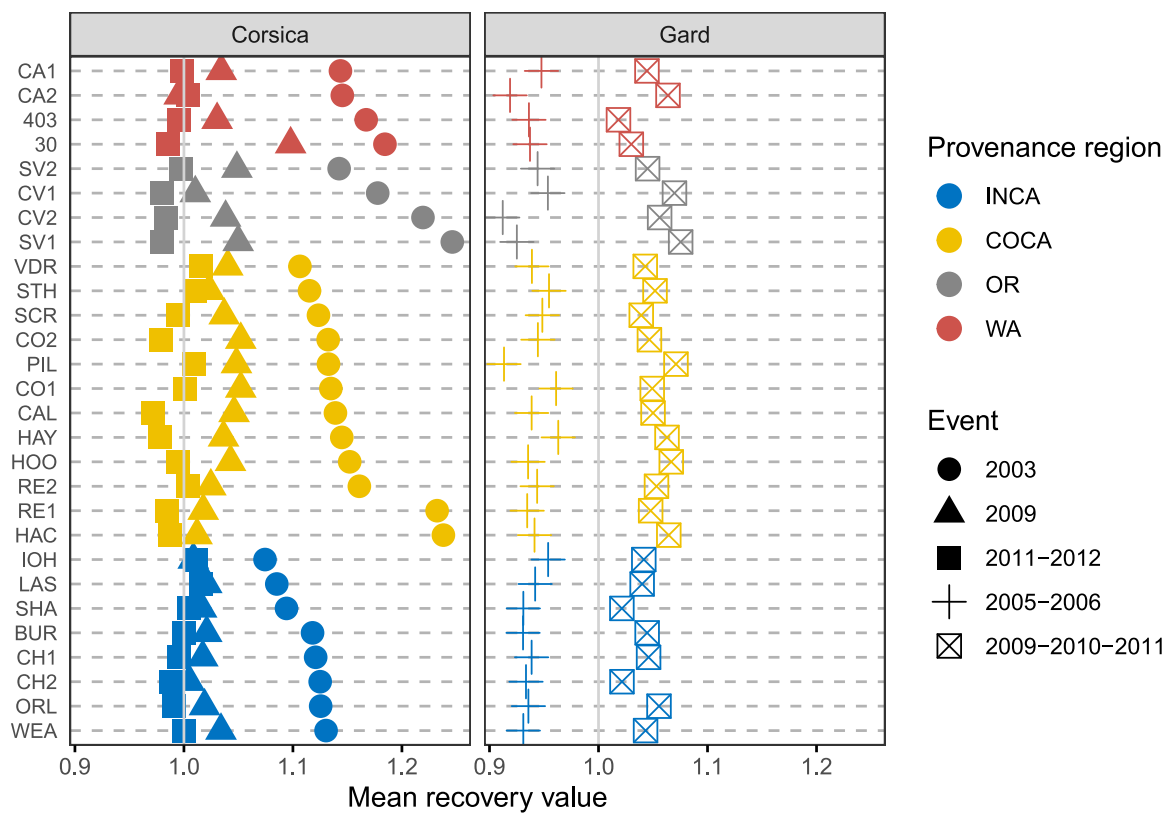 Corsica
Gard
CA1
CA2
403
30
SV2
CV1
CV2
SV1
VDR
STH
SCR
CO2
PIL
CO1
CAL
HAY
HOO
RE2
RE1
HAC
IOH
LAS
SHA
BUR
CH1
CH2
ORL
WEA
0.9 1.0 1.1 1.2
0.9 1.0 1.1 1.2
Mean recovery value
Provenance region
INCA
COCA
OR
WA
Event
2003
2009
2011−2012
2005−2006
2009−2010−2011